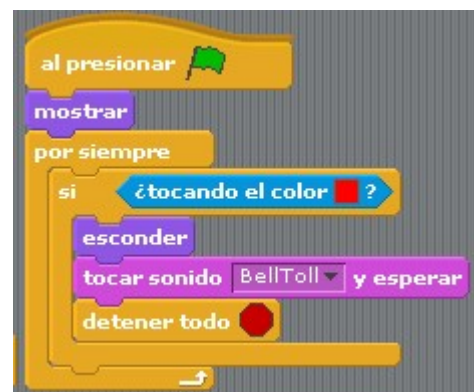 al presionar
mostrar
por siempre
si ¿tocando el color ?
esconder
tocar sonido BellToll y esperar
detener todo